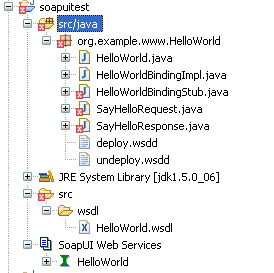 soapuitest
src/java
org.example.www.HelloWorld
HelloWorld.java
HelloWorldBindingImpl.java
HelloWorldBindingStub.java
SayHelloRequest.java
SayHelloResponse.java
deploy.wsdd
undeploy.wsdd
JRE System Library [jdk1.5.0_06]
src
wsdl
HelloWorld.wsdl
SoapUI Web Services
HelloWorld